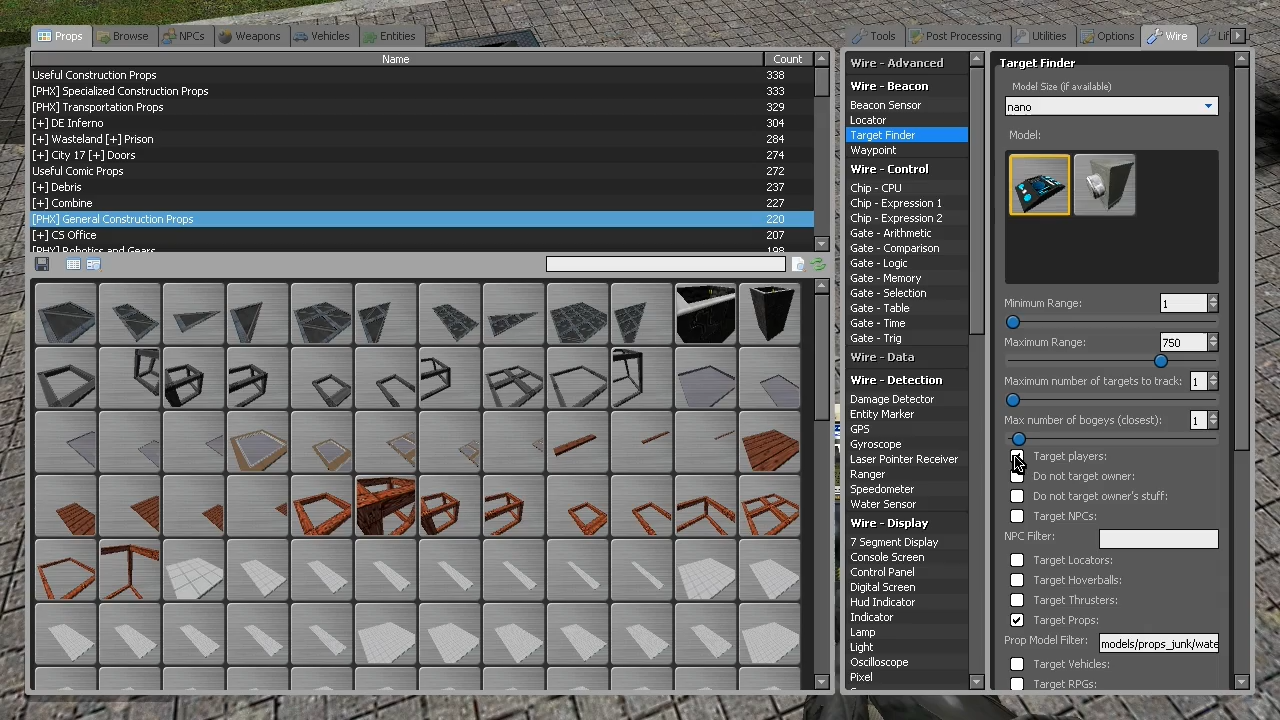 Props Browse NPCs Weapons Vehicles Entities
Name Count
Useful Construction Props 338
[PHX] Specialized Construction Props 333
[PHX] Transportation Props 329
[+] DE Inferno 304
[+] Wasteland [+] Prison 284
[+] City 17 [+] Doors 274
Useful Comic Props 272
[+] Debris 237
[+] Combine 227
[PHX] General Construction Props 220
[+] CS Office 207
[PHX] Robotics and Gears 198
Tools Post Processing Utilities Options Wire Lif
Wire - Advanced
Wire - Beacon
Beacon Sensor
Locator
Target Finder
Waypoint
Wire - Control
Chip - CPU
Chip - Expression 1
Chip - Expression 2
Gate - Arithmetic
Gate - Comparison
Gate - Logic
Gate - Memory
Gate - Selection
Gate - Table
Gate - Time
Gate - Trig
Wire - Data
Wire - Detection
Damage Detector
Entity Marker
GPS
Gyroscope
Laser Pointer Receiver
Ranger
Speedometer
Water Sensor
Wire - Display
7 Segment Display
Console Screen
Control Panel
Digital Screen
Hud Indicator
Indicator
Lamp
Light
Oscilloscope
Pixel
Target Finder
Model Size (if available)
nano
Model:
Minimum Range: 1
Maximum Range: 750
Maximum number of targets to track: 1
Max number of bogeys (closest): 1
Target players:
Do not target owner:
Do not target owner's stuff:
Target NPCs:
NPC Filter:
Target Locators:
Target Hoverballs:
Target Thrusters:
Target Props:
Prop Model Filter: models/props_junk/wate
Target Vehicles:
Target RPGs: